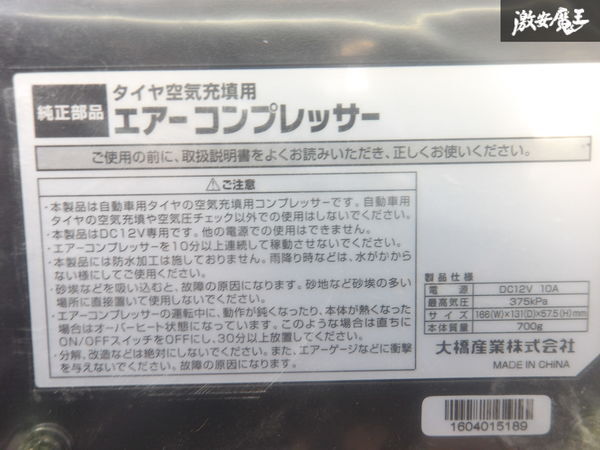 激安魔王
純正部品
タイヤ空気充填用
エアーコンプレッサー
ご使用の前に、取扱説明書をよくお読みいただき、正しくお使いください。
⚠ご注意
・本製品は自動車用タイヤの空気充填用コンプレッサーです。自動車用
タイヤの空気充填や空気圧チェック以外での使用はしないでください。
・本製品はDC12V専用です。他の電源での使用はできません。
・エアーコンプレッサーを10分以上連続して稼動させないでください。
・本製品には防水加工は施しておりません。雨降り時などは、水がかから
ない様にしてご使用ください。
・砂埃などを吸い込むと、故障の原因になります。砂地など砂埃の多い
場所に直接置いて使用しないでください。
・エアーコンプレッサーの運転中に、動作が鈍くなったり、本体が熱くなった
場合はオーバーヒート状態になっています。このような場合は直ちに
ON/OFFスイッチをOFFにし、30分以上放置してください。
・分解、改造などは絶対にしないでください。また、エアーゲージなどに衝撃
を与えないでください。故障の原因になります。
製品仕様
電源 DC12V 10A
最高気圧 375kPa
サイズ 166(W)×131(D)×57.5(H)mm
本体質量 700g
大橋産業株式会社
MADE IN CHINA
1604015189